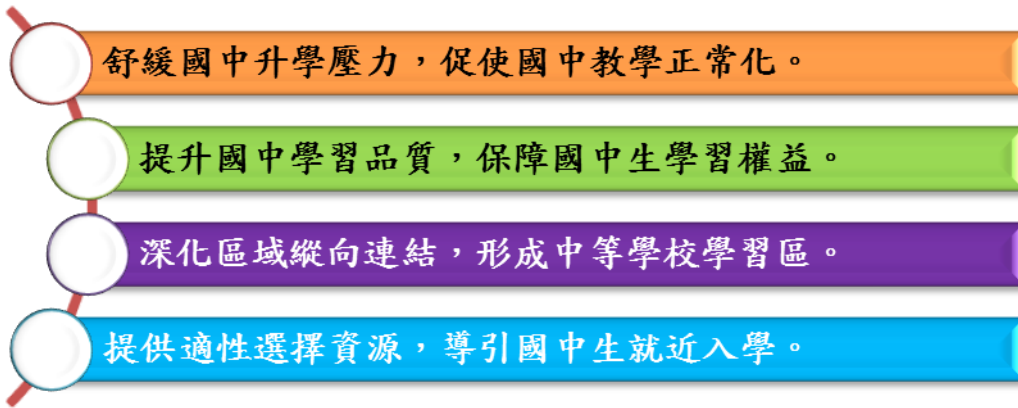 舒緩國中升學壓力，促使國中教學正常化。
提升國中學習品質，保障國中生學習權益。
深化區域縱向連結，形成中等學校學習區。
提供適性選擇資源，導引國中生就近入學。